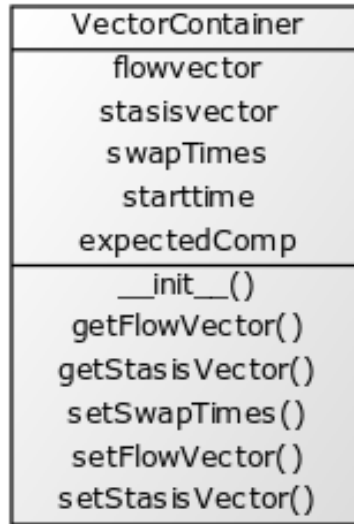 VectorContainer
flowvector
stasisvector
swapTimes
starttime
expectedComp
__init__()
getFlowVector()
getStasisVector()
setSwapTimes()
setFlowVector()
setStasisVector()